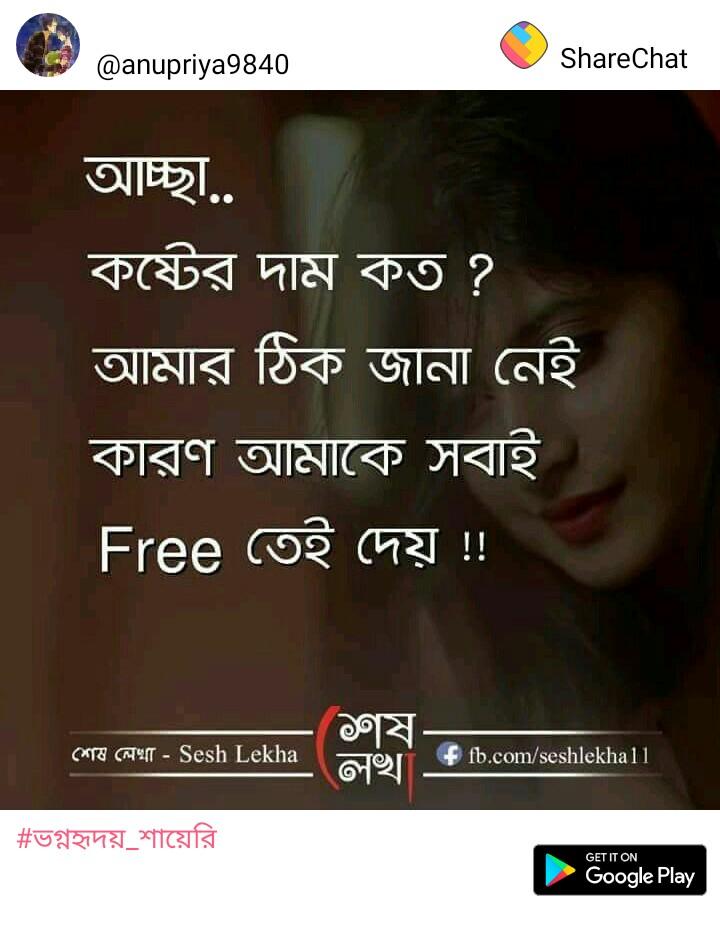 @anupriya9840
ShareChat
আচ্ছা..
কষ্টের দাম কত ?
আমার ঠিক জানা নেই
কারণ আমাকে সবাই
Free তেই দেয় !!
শেষ লেখা - Sesh Lekha
শেষ
লেখা
fb.com/seshlekha11
#ভগ্নহৃদয়_শায়েরি
GET IT ON
Google Play